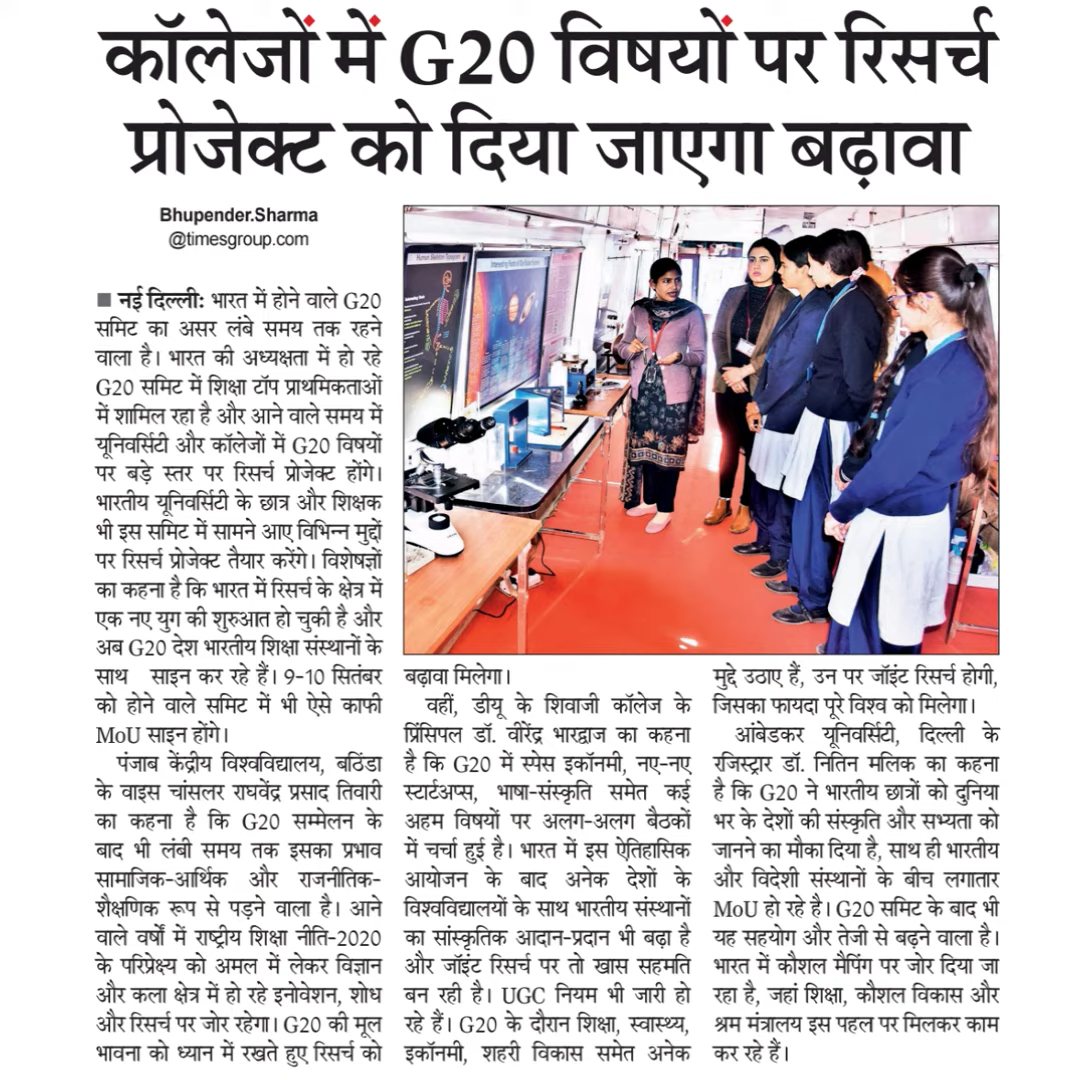 कॉलेजों में G20 विषयों पर रिसर्च
प्रोजेक्ट को दिया जाएगा बढ़ावा
Bhupender.Sharma
@timesgroup.com
■ नई दिल्ली: भारत में होने वाले G20
समिट का असर लंबे समय तक रहने
वाला है। भारत की अध्यक्षता में हो रहे
G20 समिट में शिक्षा टॉप प्राथमिकताओं
में शामिल रहा है और आने वाले समय में
यूनिवर्सिटी और कॉलेजों में G20 विषयों
पर बड़े स्तर पर रिसर्च प्रोजेक्ट होंगे।
भारतीय यूनिवर्सिटी के छात्र और शिक्षक
भी इस समिट में सामने आए विभिन्न मुद्दों
पर रिसर्च प्रोजेक्ट तैयार करेंगे। विशेषज्ञों
का कहना है कि भारत में रिसर्च के क्षेत्र में
एक नए युग की शुरुआत हो चुकी है और
अब G20 देश भारतीय शिक्षा संस्थानों के
साथ साइन कर रहे हैं। 9-10 सितंबर
को होने वाले समिट में भी ऐसे काफी
MoU साइन होंगे।
पंजाब केंद्रीय विश्वविद्यालय, बठिंडा
के वाइस चांसलर राघवेंद्र प्रसाद तिवारी
का कहना है कि G20 सम्मेलन के
बाद भी लंबी समय तक इसका प्रभाव
सामाजिक-आर्थिक और राजनीतिक-
शैक्षणिक रूप से पड़ने वाला है। आने
वाले वर्षों में राष्ट्रीय शिक्षा नीति-2020
के परिप्रेक्ष्य को अमल में लेकर विज्ञान
और कला क्षेत्र में हो रहे इनोवेशन, शोध
और रिसर्च पर जोर रहेगा। G20 की मूल
भावना को ध्यान में रखते हुए रिसर्च को
Human Skeleton
बढ़ावा मिलेगा।
वहीं, डीयू के शिवाजी कॉलेज के
प्रिंसिपल डॉ. वीरेंद्र भारद्वाज का कहना
है कि G20 में स्पेस इकॉनमी, नए-नए
स्टार्टअप्स, भाषा-संस्कृति समेत कई
अहम विषयों पर अलग-अलग बैठकों
में चर्चा हुई है। भारत में इस ऐतिहासिक
आयोजन के बाद अनेक देशों के
विश्वविद्यालयों के साथ भारतीय संस्थानों
का सांस्कृतिक आदान-प्रदान भी बढ़ा है
और जॉइंट रिसर्च पर तो खास सहमति
बन रही है। UGC नियम भी जारी हो
रहे हैं। G20 के दौरान शिक्षा, स्वास्थ्य,
इकॉनमी, शहरी विकास समेत अनेक
मुद्दे उठाए हैं, उन पर जॉइंट रिसर्च होगी,
जिसका फायदा पूरे विश्व को मिलेगा।
आंबेडकर यूनिवर्सिटी, दिल्ली के
रजिस्ट्रार डॉ. नितिन मलिक का कहना
है कि G20 ने भारतीय छात्रों को दुनिया
भर के देशों की संस्कृति और सभ्यता को
जानने का मौका दिया है, साथ ही भारतीय
और विदेशी संस्थानों के बीच लगातार
MoU हो रहे है। G20 समिट के बाद भी
यह सहयोग और तेजी से बढ़ने वाला है।
भारत में कौशल मैपिंग पर जोर दिया जा
रहा है, जहां शिक्षा, कौशल विकास और
श्रम मंत्रालय इस पहल पर मिलकर काम
कर रहे हैं।